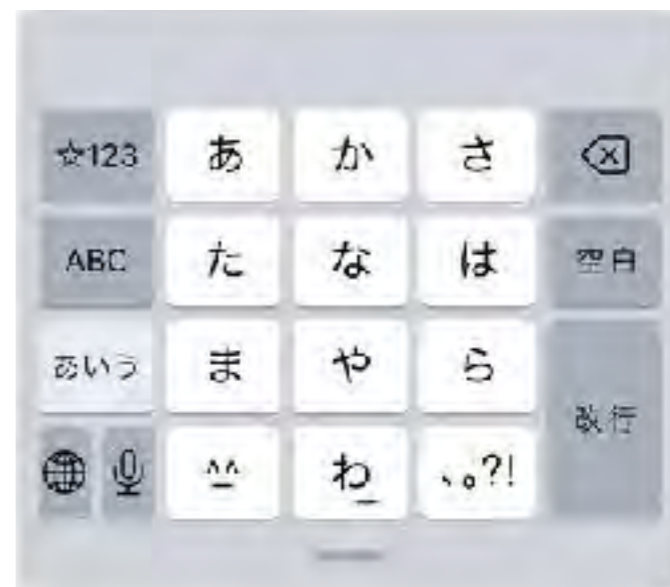 ☆123 あ か さ
ABC た な は 空白
あいう ま や ら 改行
^^ わ_ 、。?!